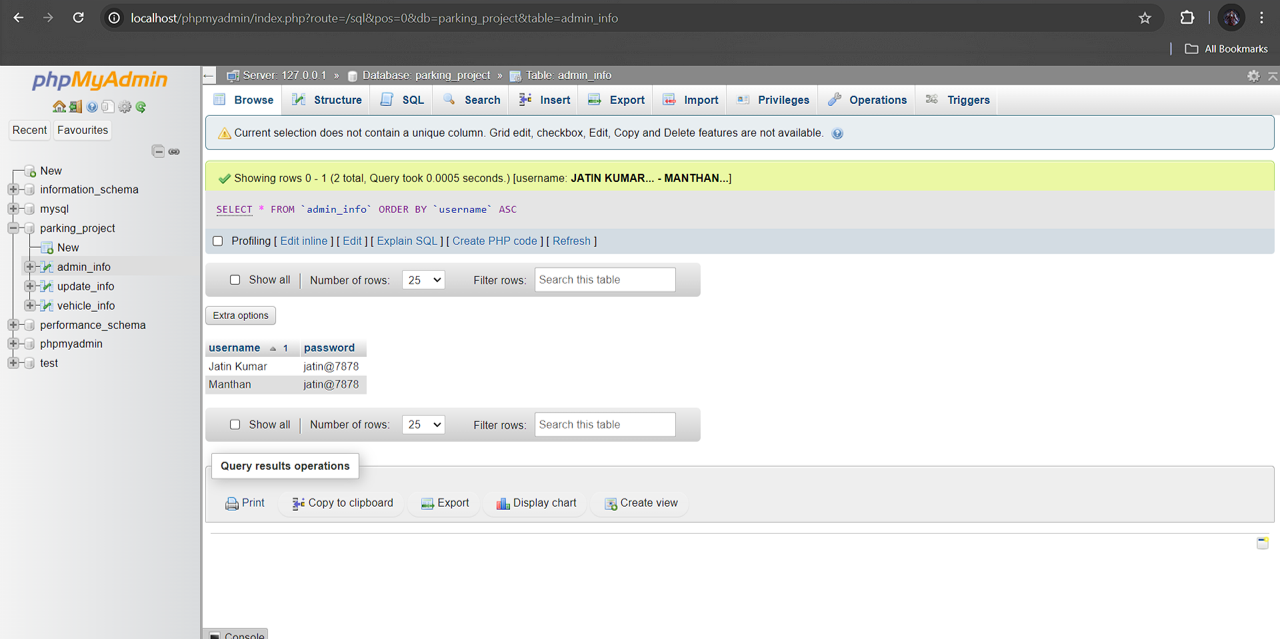 localhost/phpmyadmin/index.php?route=/sql&pos=0&db=parking_project&table=admin_info
All Bookmarks
phpMyAdmin
Recent Favourites
New
information_schema
mysql
parking_project
New
admin_info
update_info
vehicle_info
performance_schema
phpmyadmin
test
Server: 127.0.0.1 » Database: parking_project » Table: admin_info
Browse Structure SQL Search Insert Export Import Privileges Operations Triggers
Current selection does not contain a unique column. Grid edit, checkbox, Edit, Copy and Delete features are not available.
Showing rows 0 - 1 (2 total, Query took 0.0005 seconds.) [username: JATIN KUMAR... - MANTHAN...]
SELECT * FROM `admin_info` ORDER BY `username` ASC
Profiling [ Edit inline ] [ Edit ] [ Explain SQL ] [ Create PHP code ] [ Refresh ]
Show all Number of rows: 25 Filter rows: Search this table
Extra options
username 1 password
Jatin Kumar jatin@7878
Manthan jatin@7878
Show all Number of rows: 25 Filter rows: Search this table
Query results operations
Print Copy to clipboard Export Display chart Create view
Console